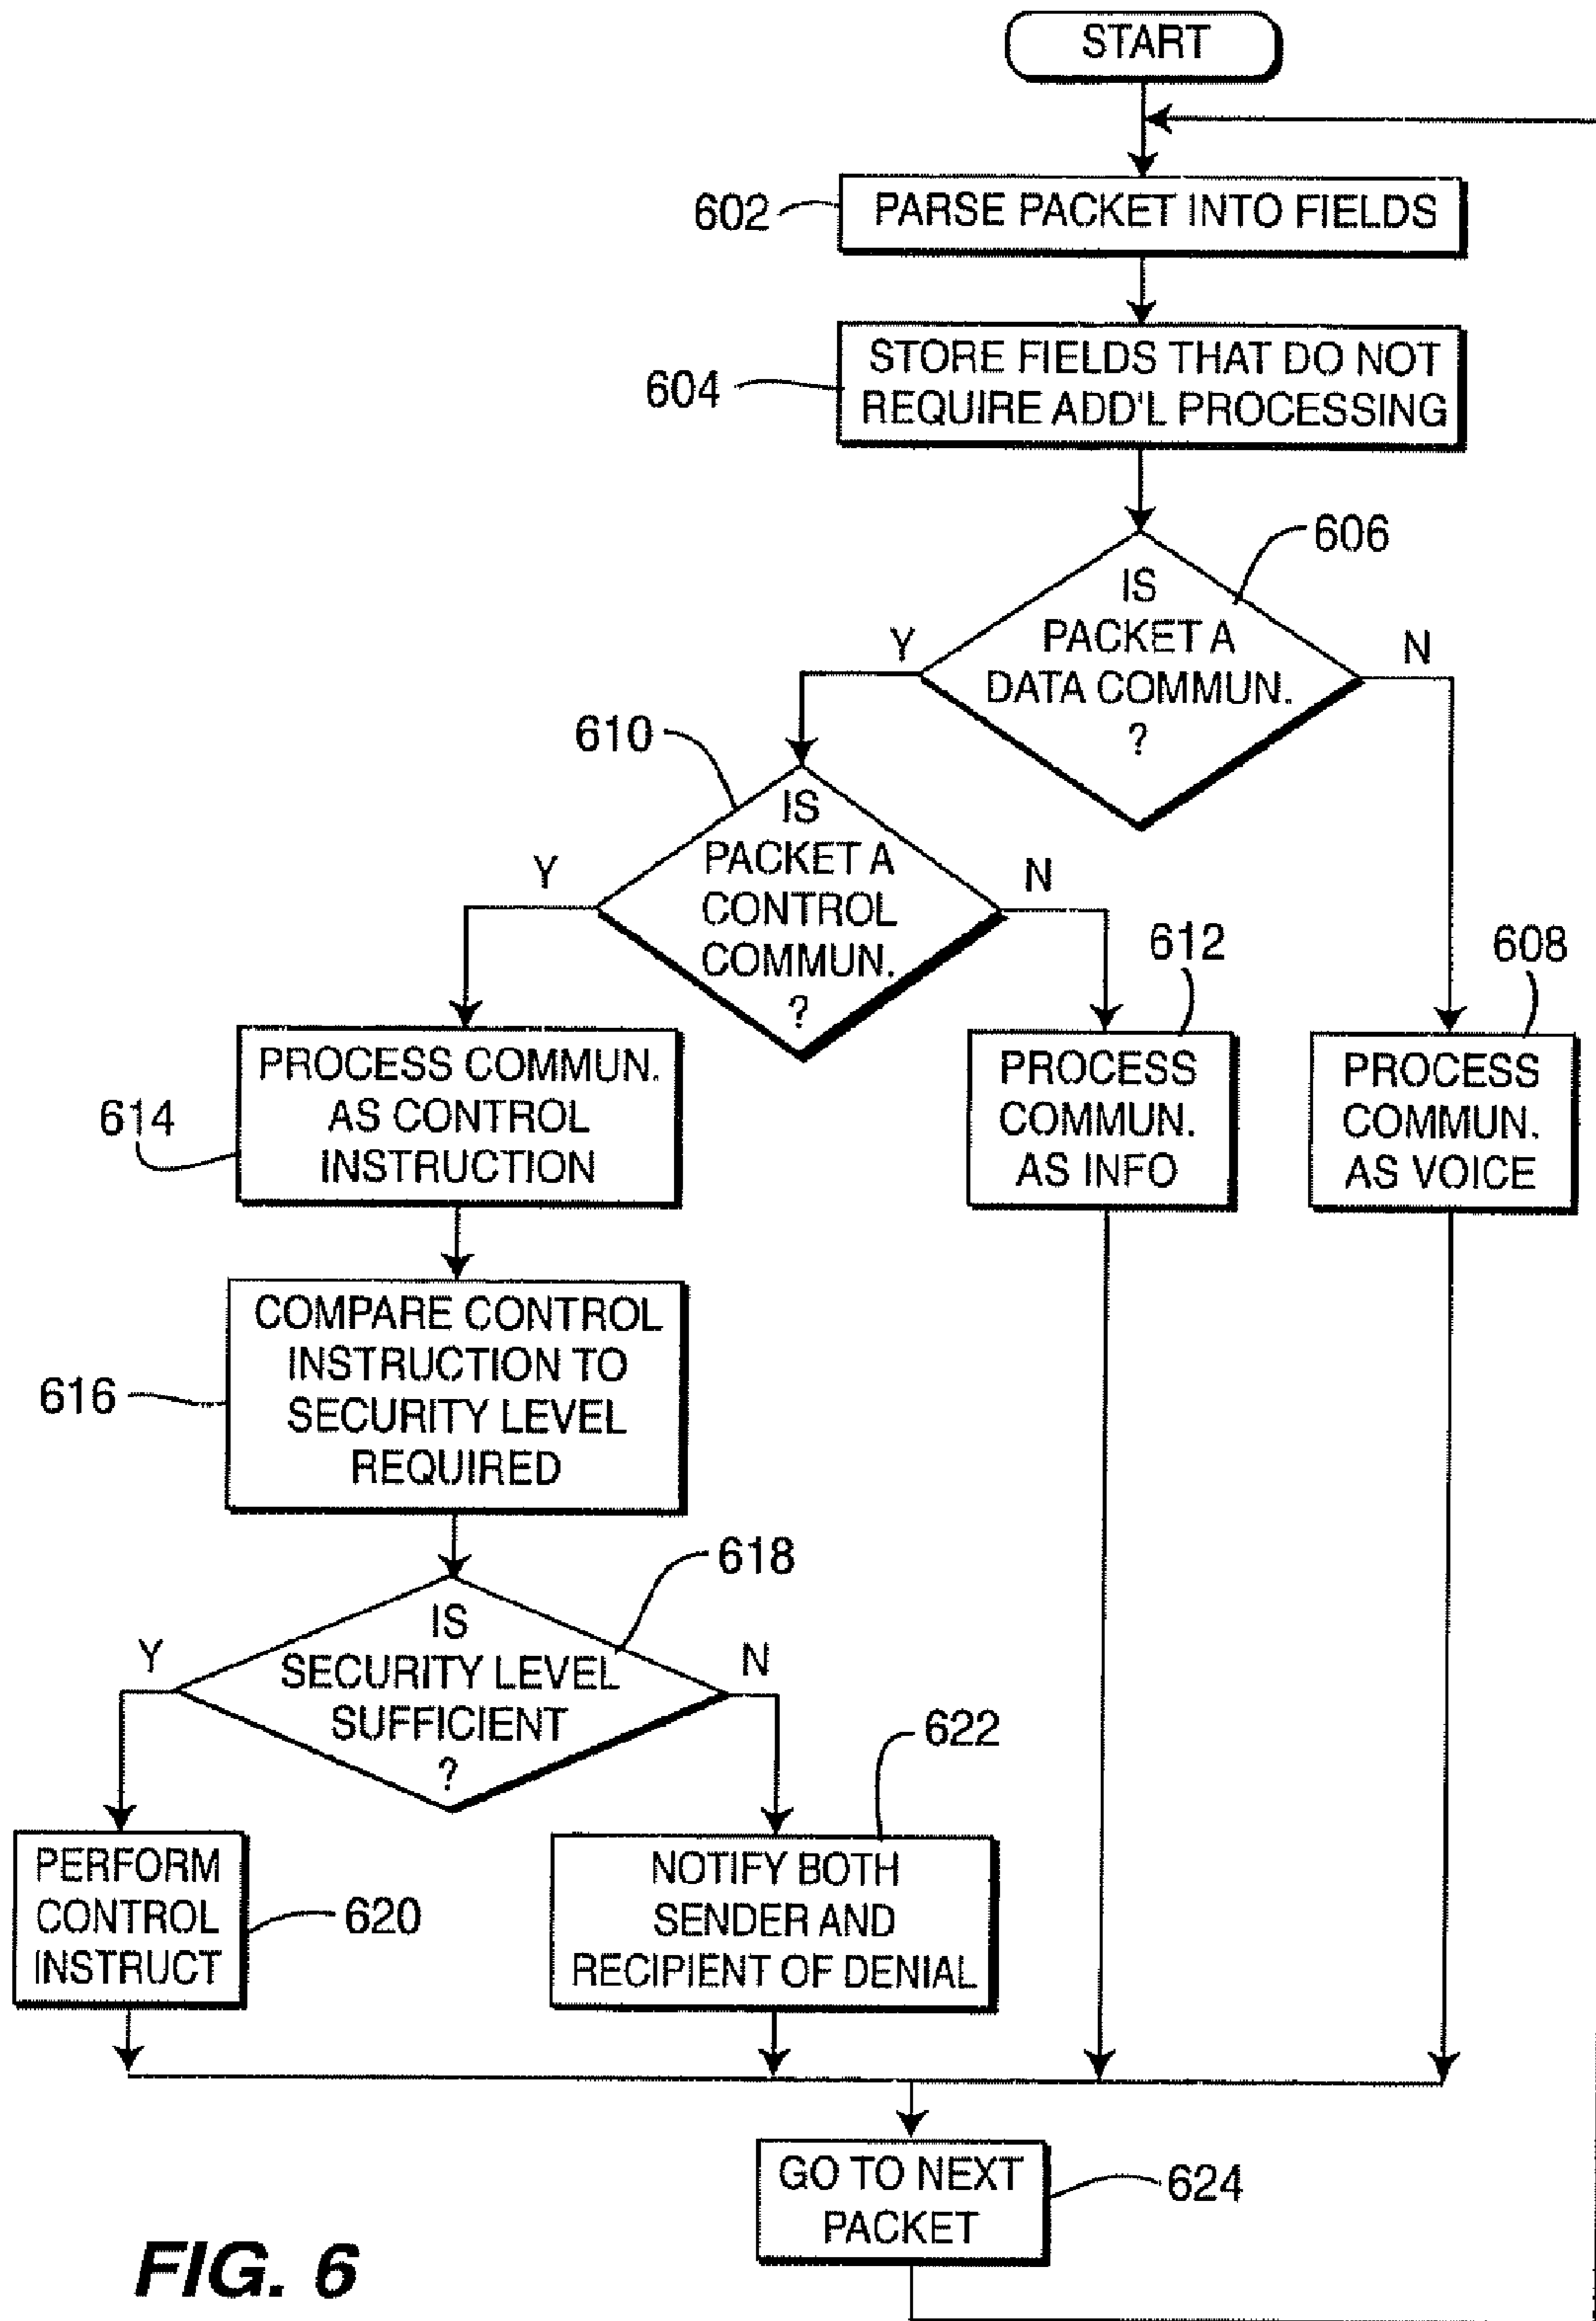 START
602
PARSE PACKET INTO FIELDS
604
STORE FIELDS THAT DO NOT
REQUIRE ADD'L PROCESSING
606
IS
PACKET A
DATA COMMUN.
?
Y
N
610
IS
PACKET A
CONTROL
COMMUN.
?
Y
N
614
PROCESS COMMUN.
AS CONTROL
INSTRUCTION
612
PROCESS
COMMUN.
AS INFO
608
PROCESS
COMMUN.
AS VOICE
616
COMPARE CONTROL
INSTRUCTION TO
SECURITY LEVEL
REQUIRED
618
IS
SECURITY LEVEL
SUFFICIENT
?
Y
N
PERFORM
CONTROL
INSTRUCT
620
622
NOTIFY BOTH
SENDER AND
RECIPIENT OF DENIAL
GO TO NEXT
PACKET
624
FIG. 6